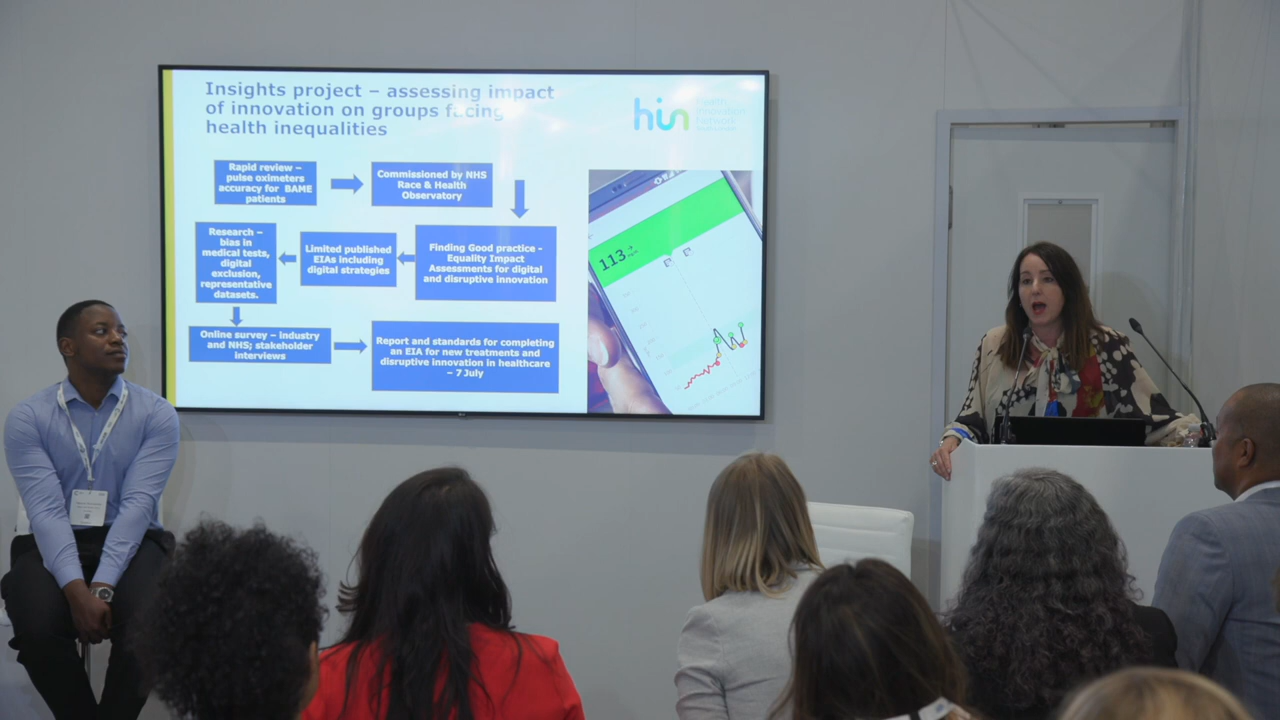 Insights project – assessing impact
of innovation on groups facing
health inequalities
hin
Health
Innovation
Network
Rapid review –
pulse oximeters
accuracy for BAME
patients
Commissioned by NHS
Race & Health
Observatory
Research –
bias in
medical tests,
digital
exclusion,
representative
datasets.
Limited published
EIAs including
digital strategies
Finding Good practice -
Equality Impact
Assessments for digital
and disruptive innovation
Online survey – industry
and NHS; stakeholder
interviews
Report and standards for completing
an EIA for new treatments and
disruptive innovation in healthcare
– 7 July
113